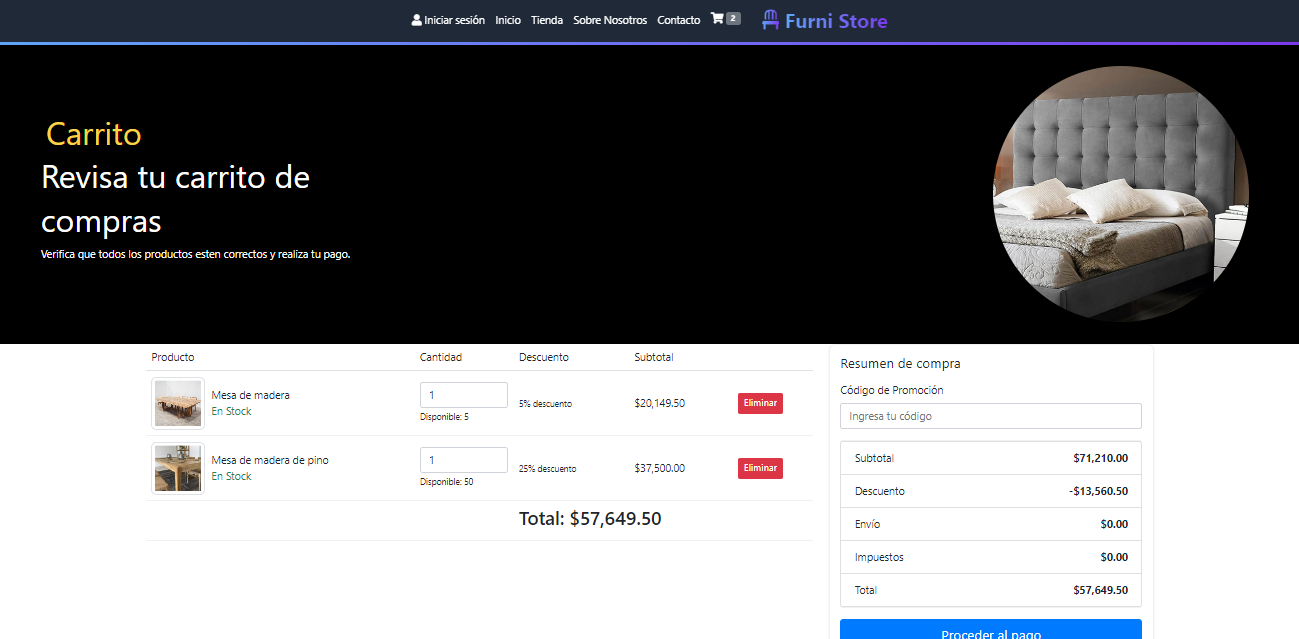 Iniciar sesión Inicio Tienda Sobre Nosotros Contacto 2 Furni Store
Carrito
Revisa tu carrito de
compras
Verifica que todos los productos esten correctos y realiza tu pago.
Producto Cantidad Descuento Subtotal
Mesa de madera
En Stock
1
Disponible: 5
5% descuento
$20,149.50
Eliminar
Mesa de madera de pino
En Stock
1
Disponible: 50
25% descuento
$37,500.00
Eliminar
Total: $57,649.50
Resumen de compra
Código de Promoción
Ingresa tu código
Subtotal $71,210.00
Descuento -$13,560.50
Envío $0.00
Impuestos $0.00
Total $57,649.50
Proceder al pago